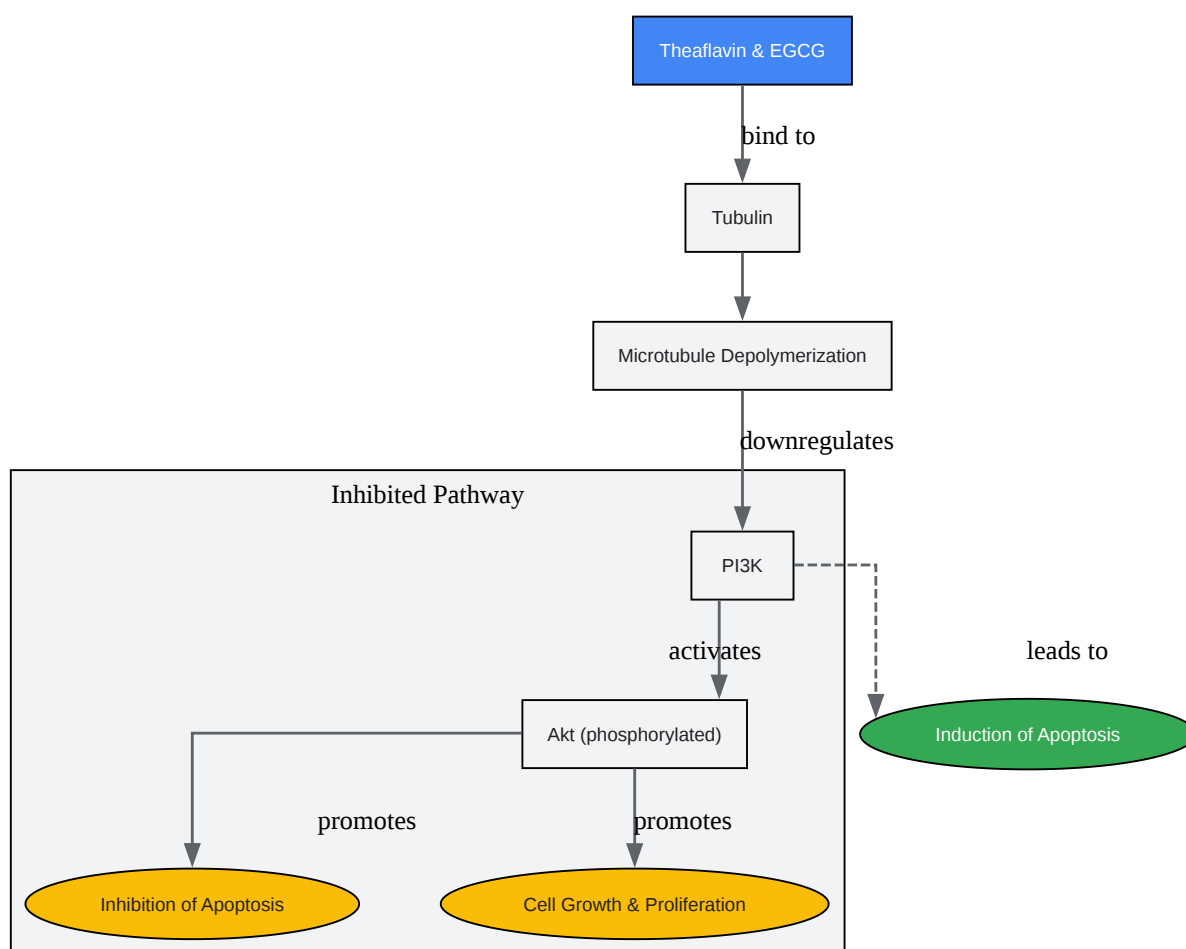 Theaflavin & EGCG
bind to
Tubulin
Microtubule Depolymerization
downregulates
Inhibited Pathway
PI3K
activates
leads to
Akt (phosphorylated)
Induction of Apoptosis
promotes
promotes
Inhibition of Apoptosis
Cell Growth & Proliferation